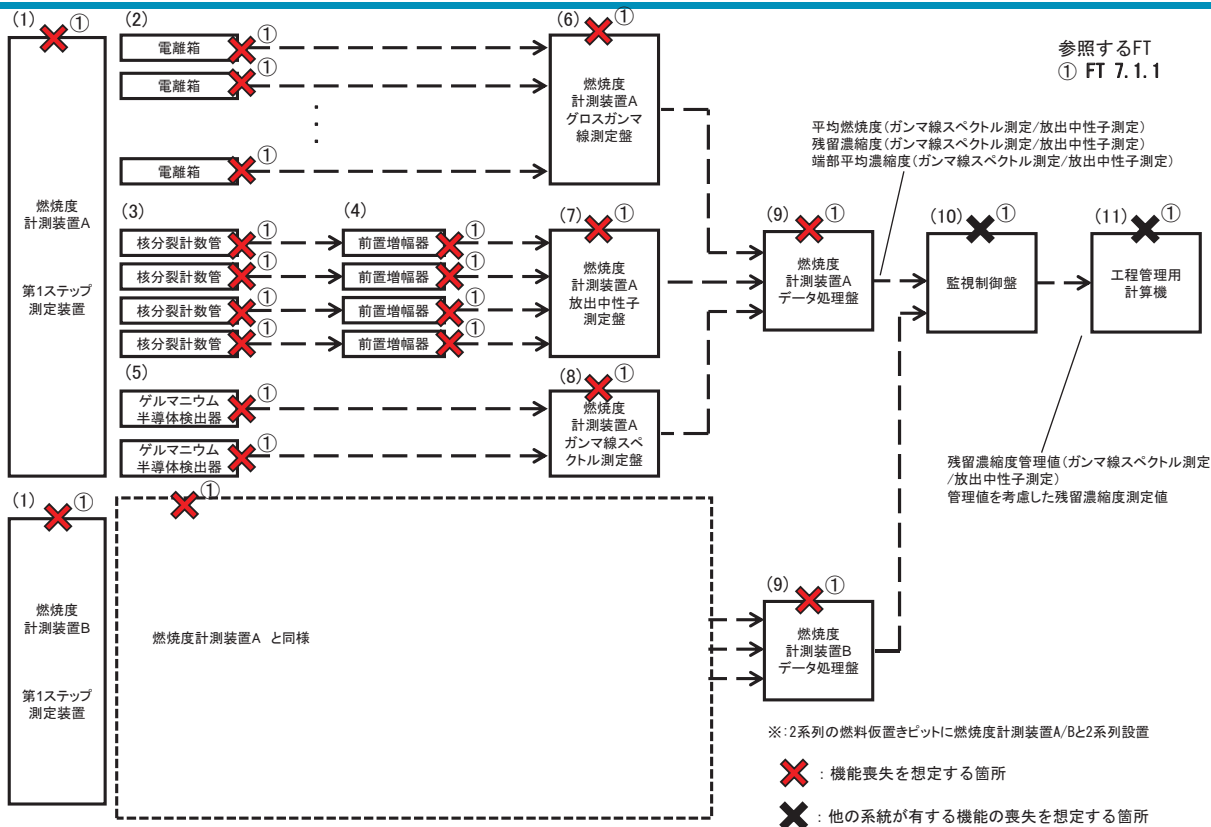 (1)
①
(2)
①
(6)
①
参照するFT
① FT 7.1.1
電離箱
電離箱
①
・
・
・
電離箱
①
燃焼度
計測装置A
グロスガンマ
線測定盤
平均燃焼度(ガンマ線スペクトル測定/放出中性子測定)
残留濃縮度(ガンマ線スペクトル測定/放出中性子測定)
端部平均濃縮度(ガンマ線スペクトル測定/放出中性子測定)
燃焼度
計測装置A
第1ステップ
測定装置
(3)
①
(4)
①
(7)
①
核分裂計数管
前置増幅器
核分裂計数管
①
前置増幅器
①
核分裂計数管
①
前置増幅器
①
核分裂計数管
①
前置増幅器
①
燃焼度
計測装置A
放出中性子
測定盤
(9)
①
燃焼度
計測装置A
データ処理盤
(10)
①
監視制御盤
(11)
①
工程管理用
計算機
(5)
①
ゲルマニウム
半導体検出器
①
ゲルマニウム
半導体検出器
(8)
①
燃焼度
計測装置A
ガンマ線スペ
クトル測定盤
残留濃縮度管理値(ガンマ線スペクトル測定
/放出中性子測定)
管理値を考慮した残留濃縮度測定値
(1)
①
①
燃焼度
計測装置B
第1ステップ
測定装置
燃焼度計測装置A と同様
(9)
①
燃焼度
計測装置B
データ処理盤
※:2系列の燃料仮置きピットに燃焼度計測装置A/Bと2系列設置
:機能喪失を想定する箇所
:他の系統が有する機能の喪失を想定する箇所